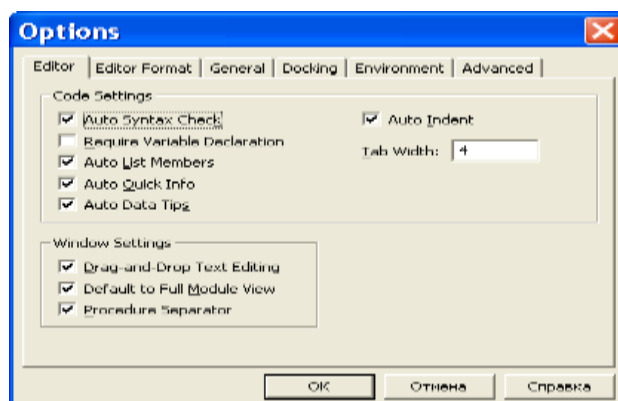 Options
Editor Editor Format General Docking Environment Advanced
Code Settings
Auto Syntax Check
Auto Indent
Require Variable Declaration
Tab Width: 4
Auto List Members
Auto Quick Info
Auto Data Tips
Window Settings
Drag-and-Drop Text Editing
Default to Full Module View
Procedure Separator
OK Отмена Справка